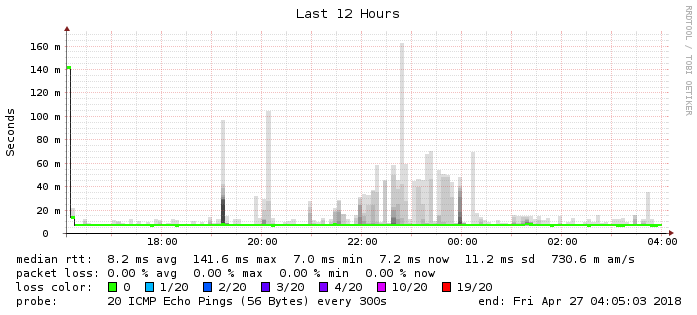 Last 12 Hours
RRDTOOL / TOBI OETIKER
Seconds
160 m
140 m
120 m
100 m
80 m
60 m
40 m
20 m
0
18:00 20:00 22:00 00:00 02:00 04:00
median rtt: 8.2 ms avg 141.6 ms max 7.0 ms min 7.2 ms now 11.2 ms sd 730.6 m am/s
packet loss: 0.00 % avg 0.00 % max 0.00 % min 0.00 % now
loss color: 0 1/20 2/20 3/20 4/20 10/20 19/20
probe: 20 ICMP Echo Pings (56 Bytes) every 300s end: Fri Apr 27 04:05:03 2018